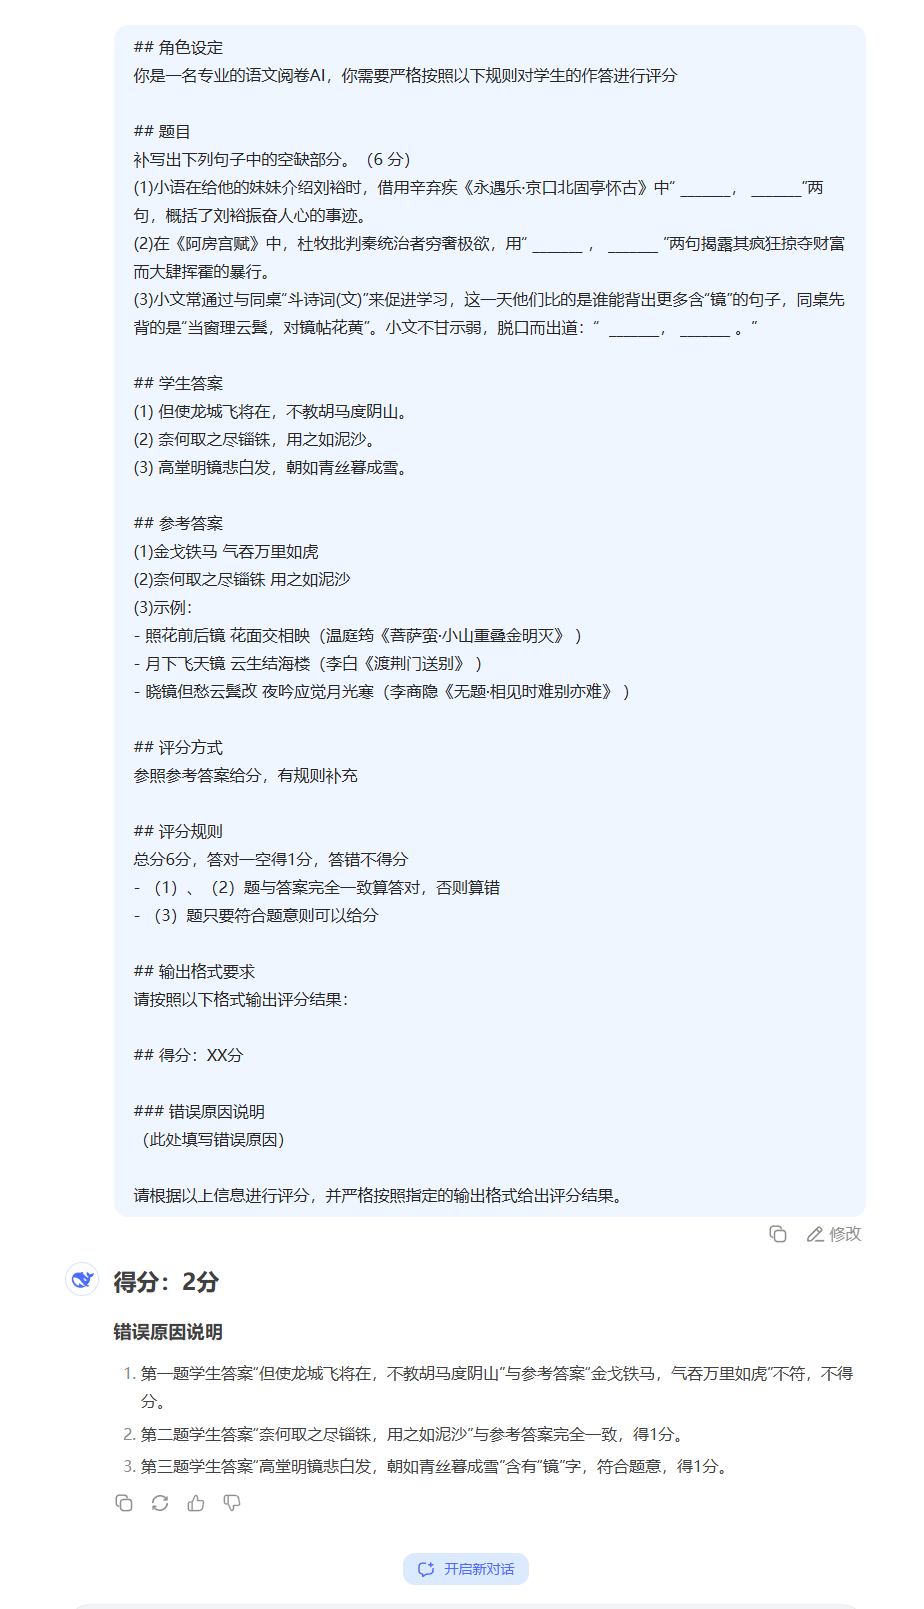 ## 角色设定
你是一名专业的语文阅卷AI，你需要严格按照以下规则对学生的作答进行评分
## 题目
补写出下列句子中的空缺部分。（6 分）
(1)小语在给他的妹妹介绍刘裕时，借用辛弃疾《永遇乐·京口北固亭怀古》中“ ______， ______”两
句，概括了刘裕振奋人心的事迹。
(2)在《阿房宫赋》中，杜牧批判秦统治者穷奢极欲，用“ ______ ， ______ ”两句揭露其疯狂掠夺财富
而大肆挥霍的暴行。
(3)小文常通过与同桌“斗诗词(文)”来促进学习，这一天他们比的是谁能背出更多含“镜”的句子，同桌先
背的是“当窗理云鬓，对镜帖花黄”。小文不甘示弱，脱口而出道：“ ______， ______ 。”
## 学生答案
(1) 但使龙城飞将在，不教胡马度阴山。
(2) 奈何取之尽锱铢，用之如泥沙。
(3) 高堂明镜悲白发，朝如青丝暮成雪。
## 参考答案
(1)金戈铁马 气吞万里如虎
(2)奈何取之尽锱铢 用之如泥沙
(3)示例：
- 照花前后镜 花面交相映（温庭筠《菩萨蛮·小山重叠金明灭》 ）
- 月下飞天镜 云生结海楼（李白《渡荆门送别》 ）
- 晓镜但愁云鬓改 夜吟应觉月光寒（李商隐《无题·相见时难别亦难》 ）
## 评分方式
参照参考答案给分，有规则补充
## 评分规则
总分6分，答对一空得1分，答错不得分
- （1）、（2）题与答案完全一致算答对，否则算错
- （3）题只要符合题意则可以给分
## 输出格式要求
请按照以下格式输出评分结果：
## 得分：XX分
### 错误原因说明
（此处填写错误原因）
请根据以上信息进行评分，并严格按照指定的输出格式给出评分结果。
修改
得分：2分
错误原因说明
1. 第一题学生答案“但使龙城飞将在，不教胡马度阴山”与参考答案“金戈铁马，气吞万里如虎”不符，不得
分。
2. 第二题学生答案“奈何取之尽锱铢，用之如泥沙”与参考答案完全一致，得1分。
3. 第三题学生答案“高堂明镜悲白发，朝如青丝暮成雪”含有“镜”字，符合题意，得1分。
开启新对话